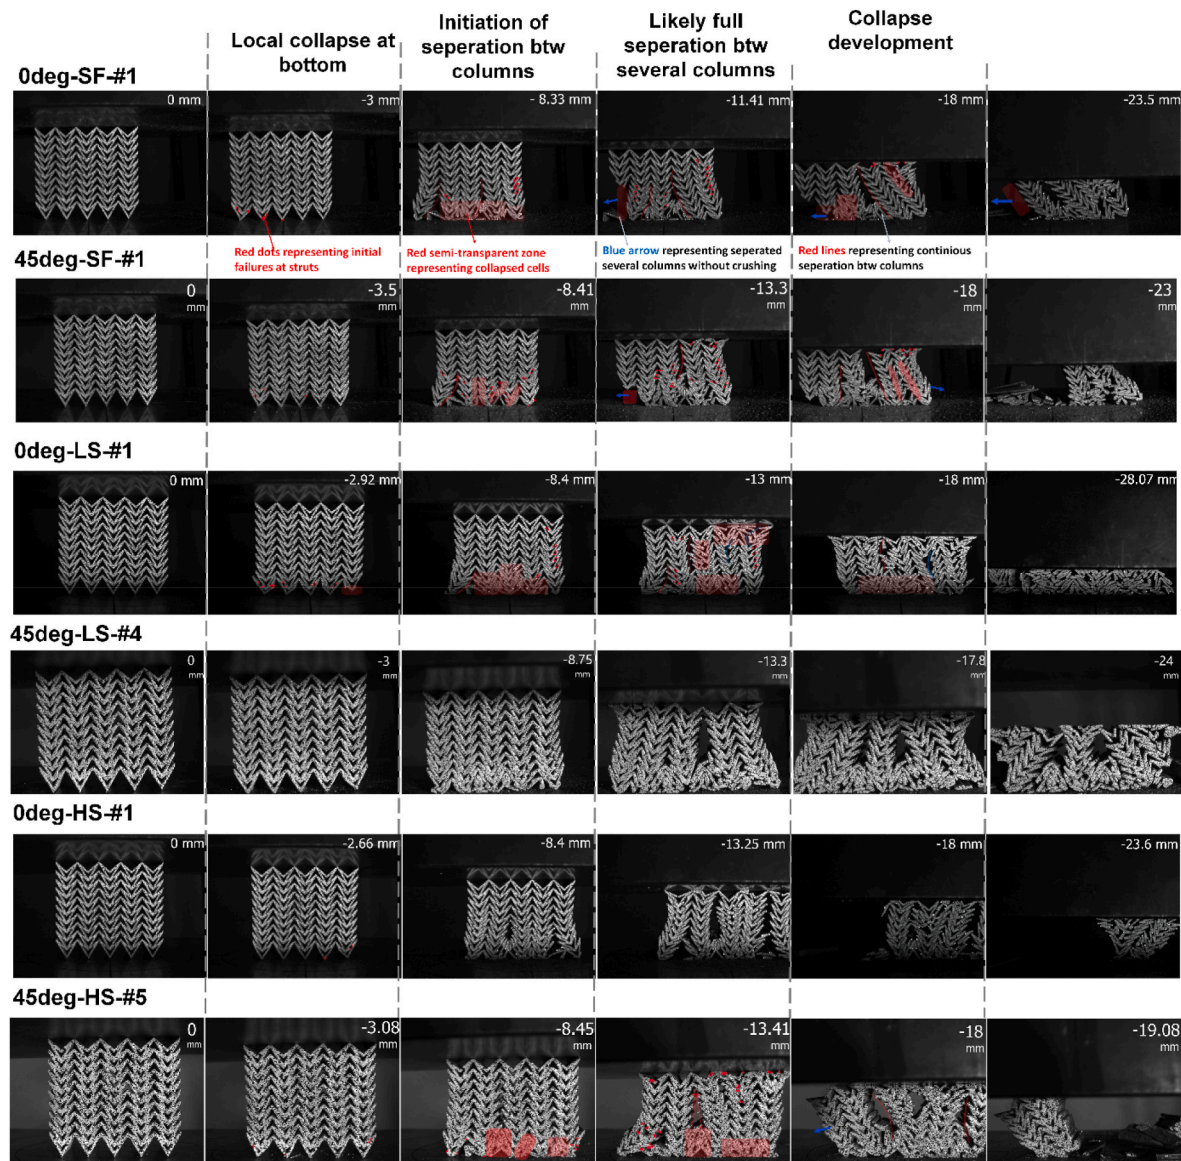 Local collapse at
bottom
Initiation of
seperation btw
columns
Likely full
seperation btw
several columns
Collapse
development
0deg-SF-#1
0 mm
-3 mm
- 8.33 mm
-11.41 mm
-18 mm
-23.5 mm
Red dots representing initial
failures at struts
Red semi-transparent zone
representing collapsed cells
Blue arrow representing seperated
several columns without crushing
Red lines representing continious
seperation btw columns
45deg-SF-#1
0
mm
-3.5
mm
-8.41
mm
-13.3
mm
-18
mm
-23
mm
0deg-LS-#1
0 mm
-2.92 mm
-8.4 mm
-13 mm
-18 mm
-28.07 mm
45deg-LS-#4
0
mm
-3
mm
-8.75
mm
-13.3
mm
-17.8
mm
-24
mm
0deg-HS-#1
0 mm
-2.66 mm
-8.4 mm
-13.25 mm
-18 mm
-23.6 mm
45deg-HS-#5
0
mm
-3.08
mm
-8.45
mm
-13.41
mm
-18
mm
-19.08
mm